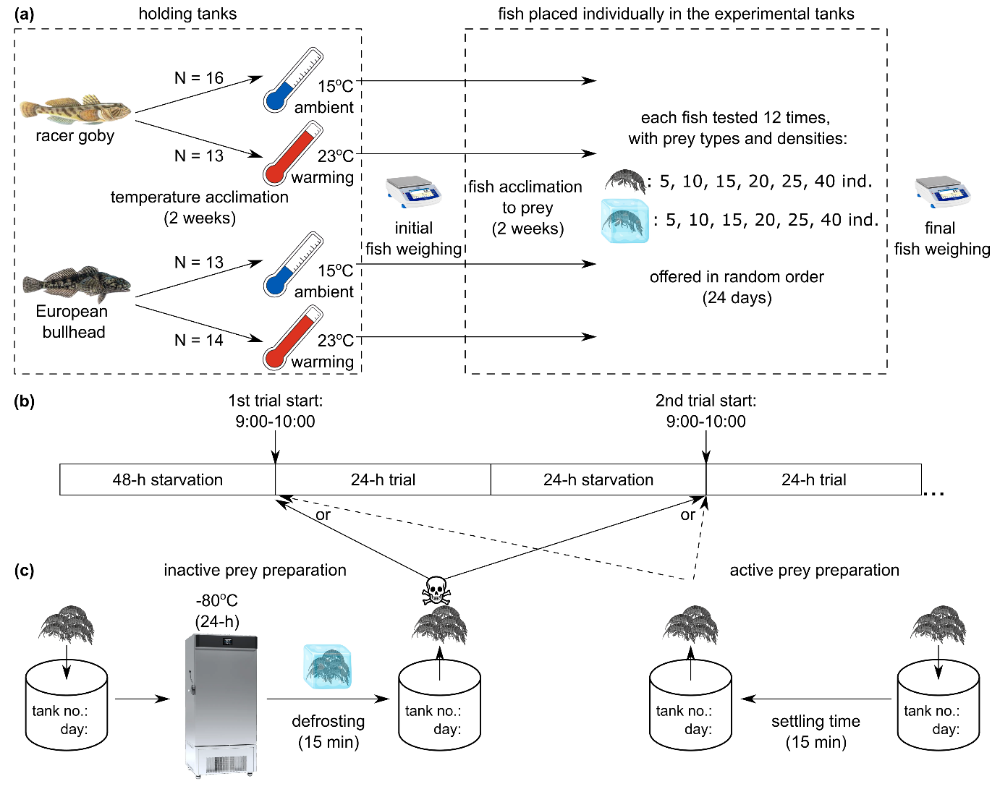 (a)
holding tanks
fish placed individually in the experimental tanks
N = 16
15°C
ambient
racer goby
N = 13
23°C
warming
temperature acclimation
(2 weeks)
initial
fish weighing
fish acclimation
to prey
(2 weeks)
each fish tested 12 times,
with prey types and densities:
: 5, 10, 15, 20, 25, 40 ind.
: 5, 10, 15, 20, 25, 40 ind.
offered in random order
(24 days)
final
fish weighing
N = 13
15°C
ambient
European
bullhead
N = 14
23°C
warming
(b)
1st trial start:
9:00-10:00
2nd trial start:
9:00-10:00
48-h starvation
24-h trial
24-h starvation
24-h trial
...
or
or
(c)
inactive prey preparation
active prey preparation
-80°C
(24-h)
tank no.:
day:
defrosting
(15 min)
tank no.:
day:
tank no.:
day:
settling time
(15 min)
tank no.:
day: